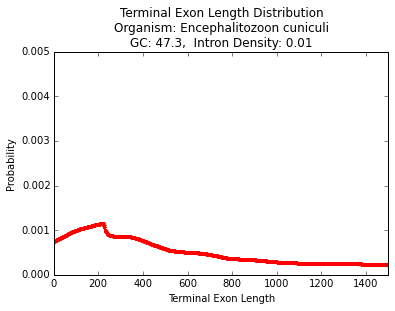 Terminal Exon Length Distribution
Organism: Encephalitozoon cuniculi
GC: 47.3,  Intron Density: 0.01
0.005
0.004
0.003
0.002
0.001
0.000
Probability
0
200
400
600
800
1000
1200
1400
Terminal Exon Length